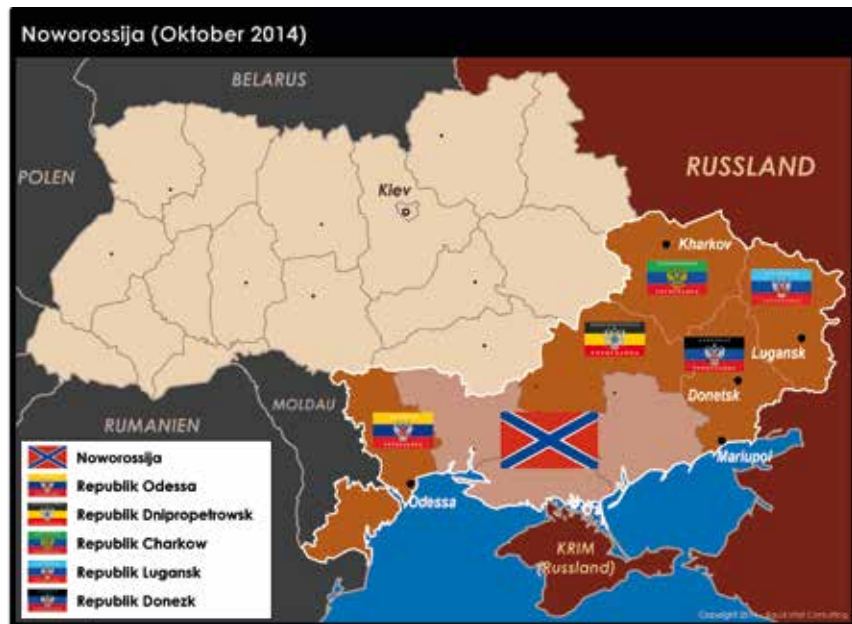 Noworossija (Oktober 2014)
BELARUS
POLEN
RUSSLAND
Kiev
Kharkov
Lugansk
Donetsk
MOLDAU
RUMANIEN
Mariupol
Odessa
KRIM
(Russland)
Noworossija
Republik Odessa
Republik Dnipropetrowsk
Republik Charkow
Republik Lugansk
Republik Donezk
Consulting